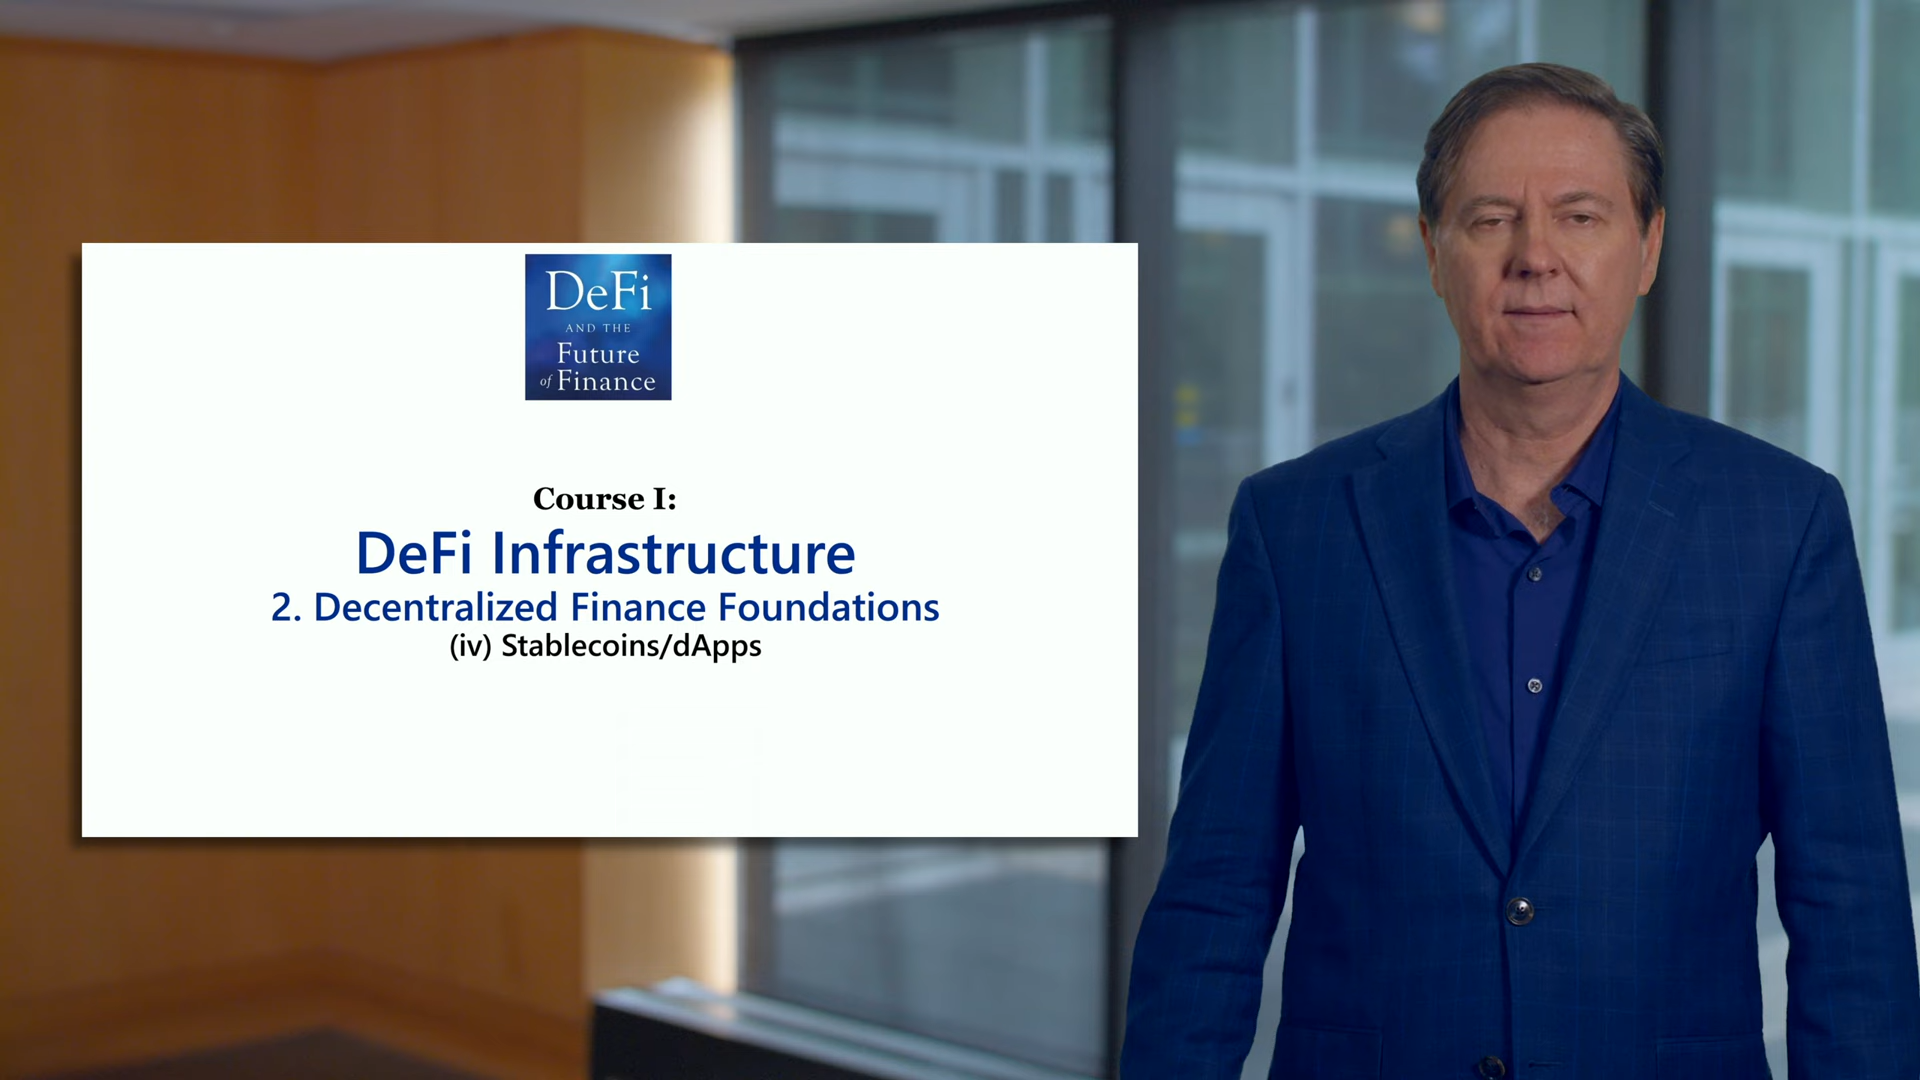 DeFi
AND THE
Future
of Finance
Course I:
DeFi Infrastructure
2. Decentralized Finance Foundations
(iv) Stablecoins/dApps